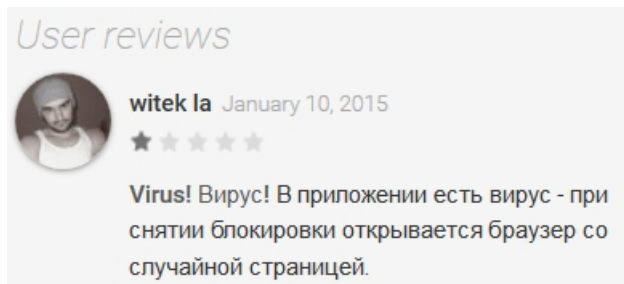 User reviews
witek la January 10, 2015
Virus! Вирус! В приложении есть вирус - при
снятии блокировки открывается браузер со
случайной страницей.